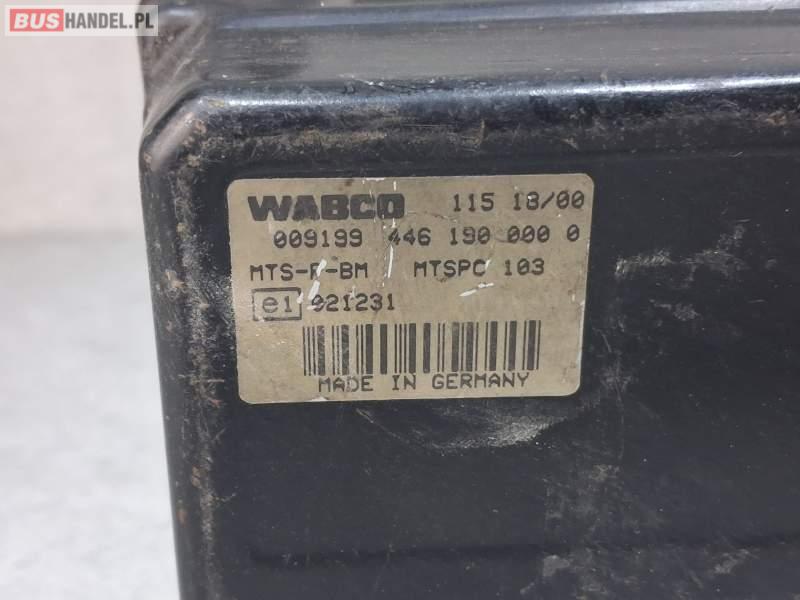 BUSHANDEL.PL
WABCO 115 18/00
009199 446 190 000 0
MTS-P-BM MTSPC 103
e1 021231
MADE IN GERMANY